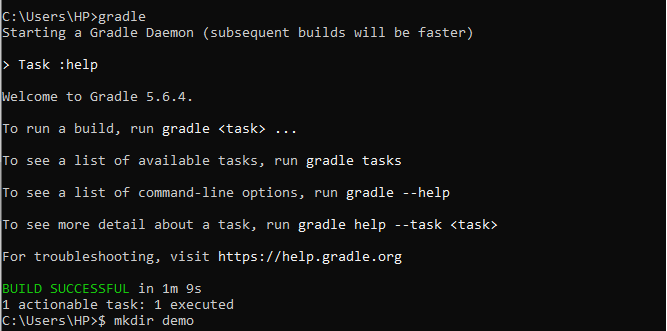 C:\Users\HP>gradle
Starting a Gradle Daemon (subsequent builds will be faster)
> Task :help
Welcome to Gradle 5.6.4.
To run a build, run gradle <task> ...
To see a list of available tasks, run gradle tasks
To see a list of command-line options, run gradle --help
To see more detail about a task, run gradle help --task <task>
For troubleshooting, visit https://help.gradle.org
BUILD SUCCESSFUL in 1m 9s
1 actionable task: 1 executed
C:\Users\HP>$ mkdir demo